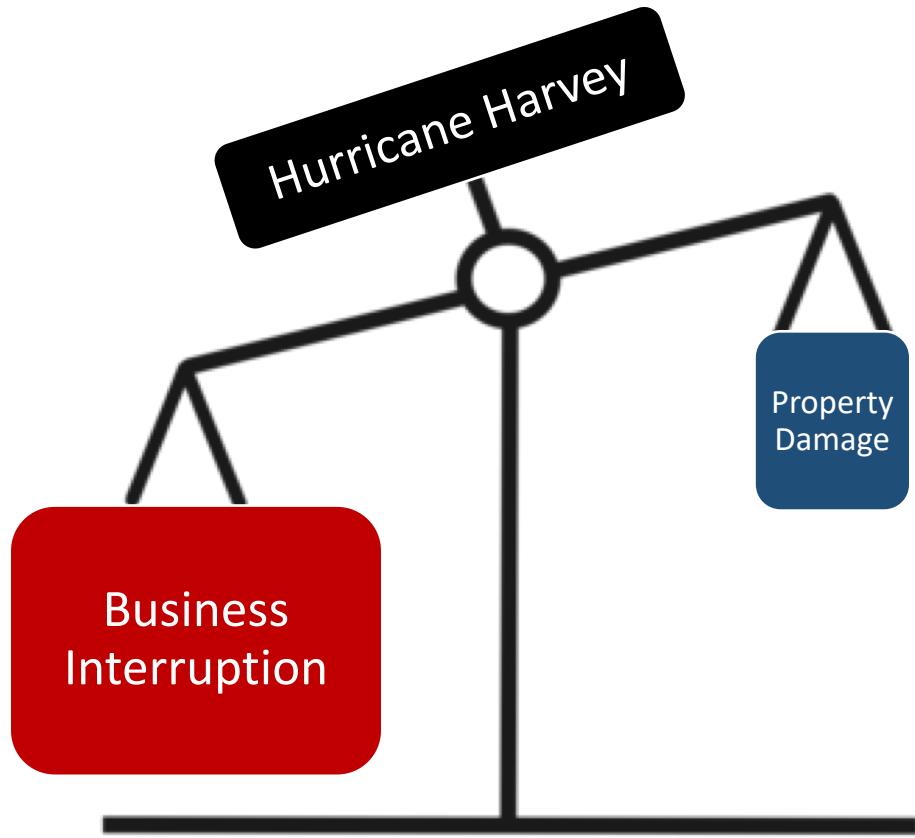 Hurricane Harvey
Property
Damage
Business
Interruption